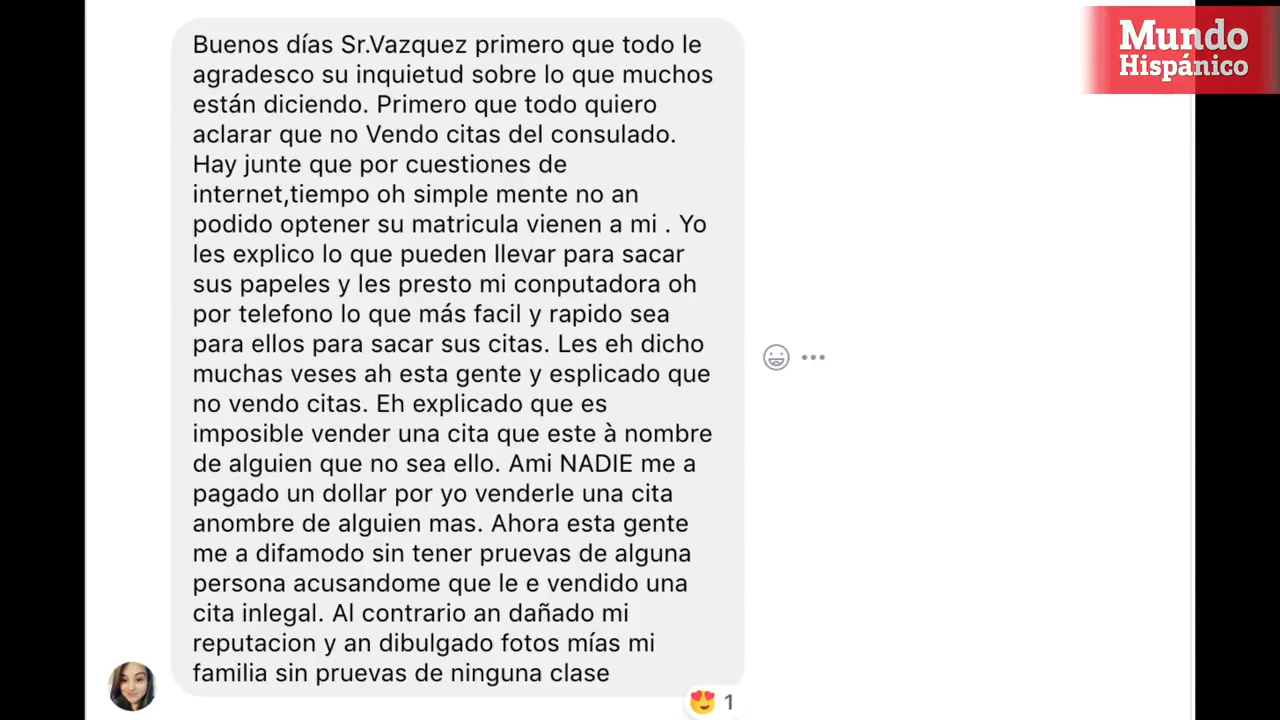 Mundo
Hispánico
Buenos días Sr.Vazquez primero que todo le
agradesco su inquietud sobre lo que muchos
están diciendo. Primero que todo quiero
aclarar que no Vendo citas del consulado.
Hay junte que por cuestiones de
internet,tiempo oh simple mente no an
podido optener su matricula vienen a mi . Yo
les explico lo que pueden llevar para sacar
sus papeles y les presto mi conputadora oh
por telefono lo que más facil y rapido sea
para ellos para sacar sus citas. Les eh dicho
muchas veses ah esta gente y esplicado que
no vendo citas. Eh explicado que es
imposible vender una cita que este à nombre
de alguien que no sea ello. Ami NADIE me a
pagado un dollar por yo venderle una cita
anombre de alguien mas. Ahora esta gente
me a difamodo sin tener pruevas de alguna
persona acusandome que le e vendido una
cita inlegal. Al contrario an dañado mi
reputacion y an dibulgado fotos mías mi
familia sin pruevas de ninguna clase
1